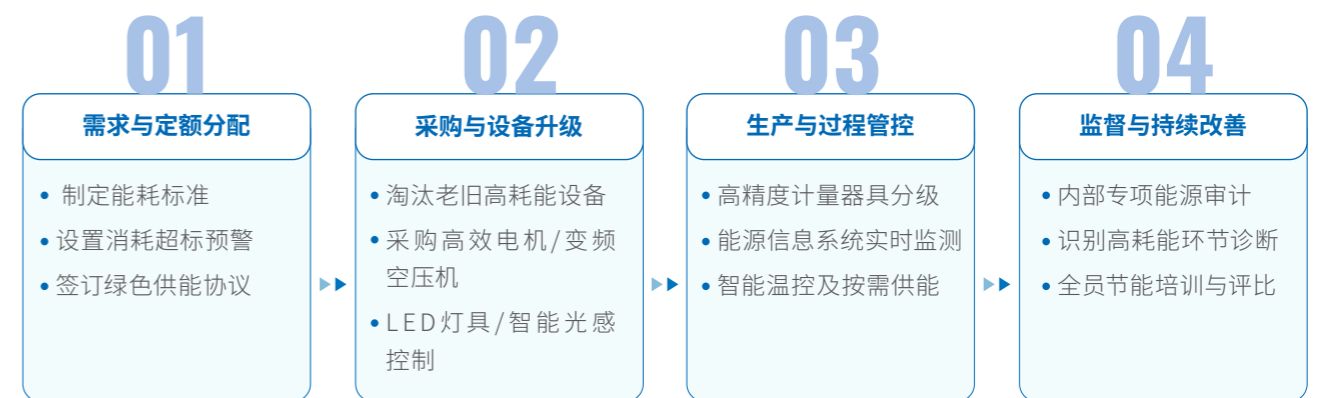 01
需求与定额分配
• 制定能耗标准
• 设置消耗超标预警
• 签订绿色供能协议
02
采购与设备升级
• 淘汰老旧高耗能设备
• 采购高效电机/变频
空压机
• LED灯具/智能光感
控制
03
生产与过程管控
• 高精度计量器具分级
• 能源信息系统实时监测
• 智能温控及按需供能
04
监督与持续改善
• 内部专项能源审计
• 识别高耗能环节诊断
• 全员节能培训与评比